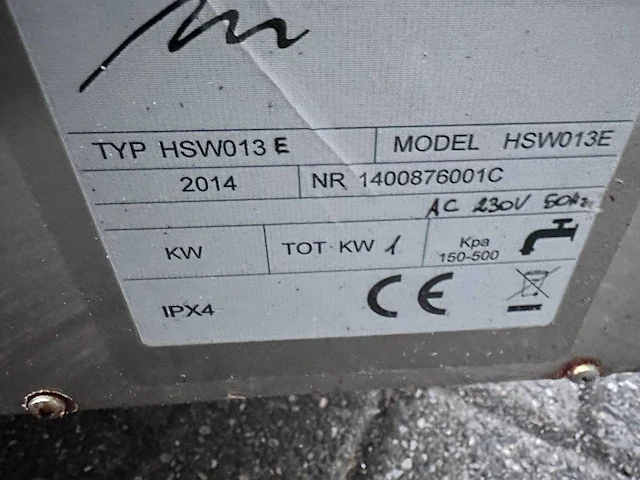 TYP HSW013 E MODEL HSW013E
2014 NR 1400876001C
AC 230V 50Hz
KW TOT KW 1 Kpa 150-500
IPX4 CE